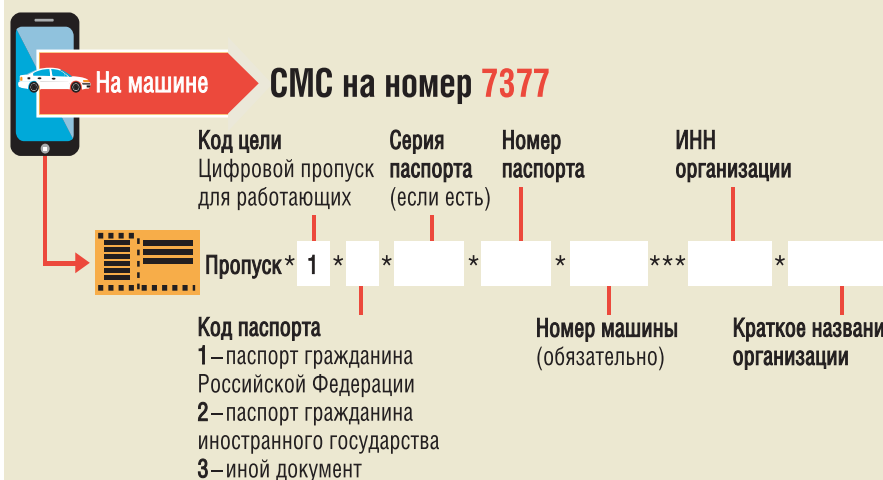 На машине
СМС на номер 7377
Код цели
Цифровой пропуск
для работающих
Серия
паспорта
(если есть)
Номер
паспорта
ИНН
организации
Пропуск* 1 * * * * *** *
Код паспорта
1–паспорт гражданина
Российской Федерации
2–паспорт гражданина
иностранного государства
3–иной документ
Номер машины
(обязательно)
Краткое названи
организации